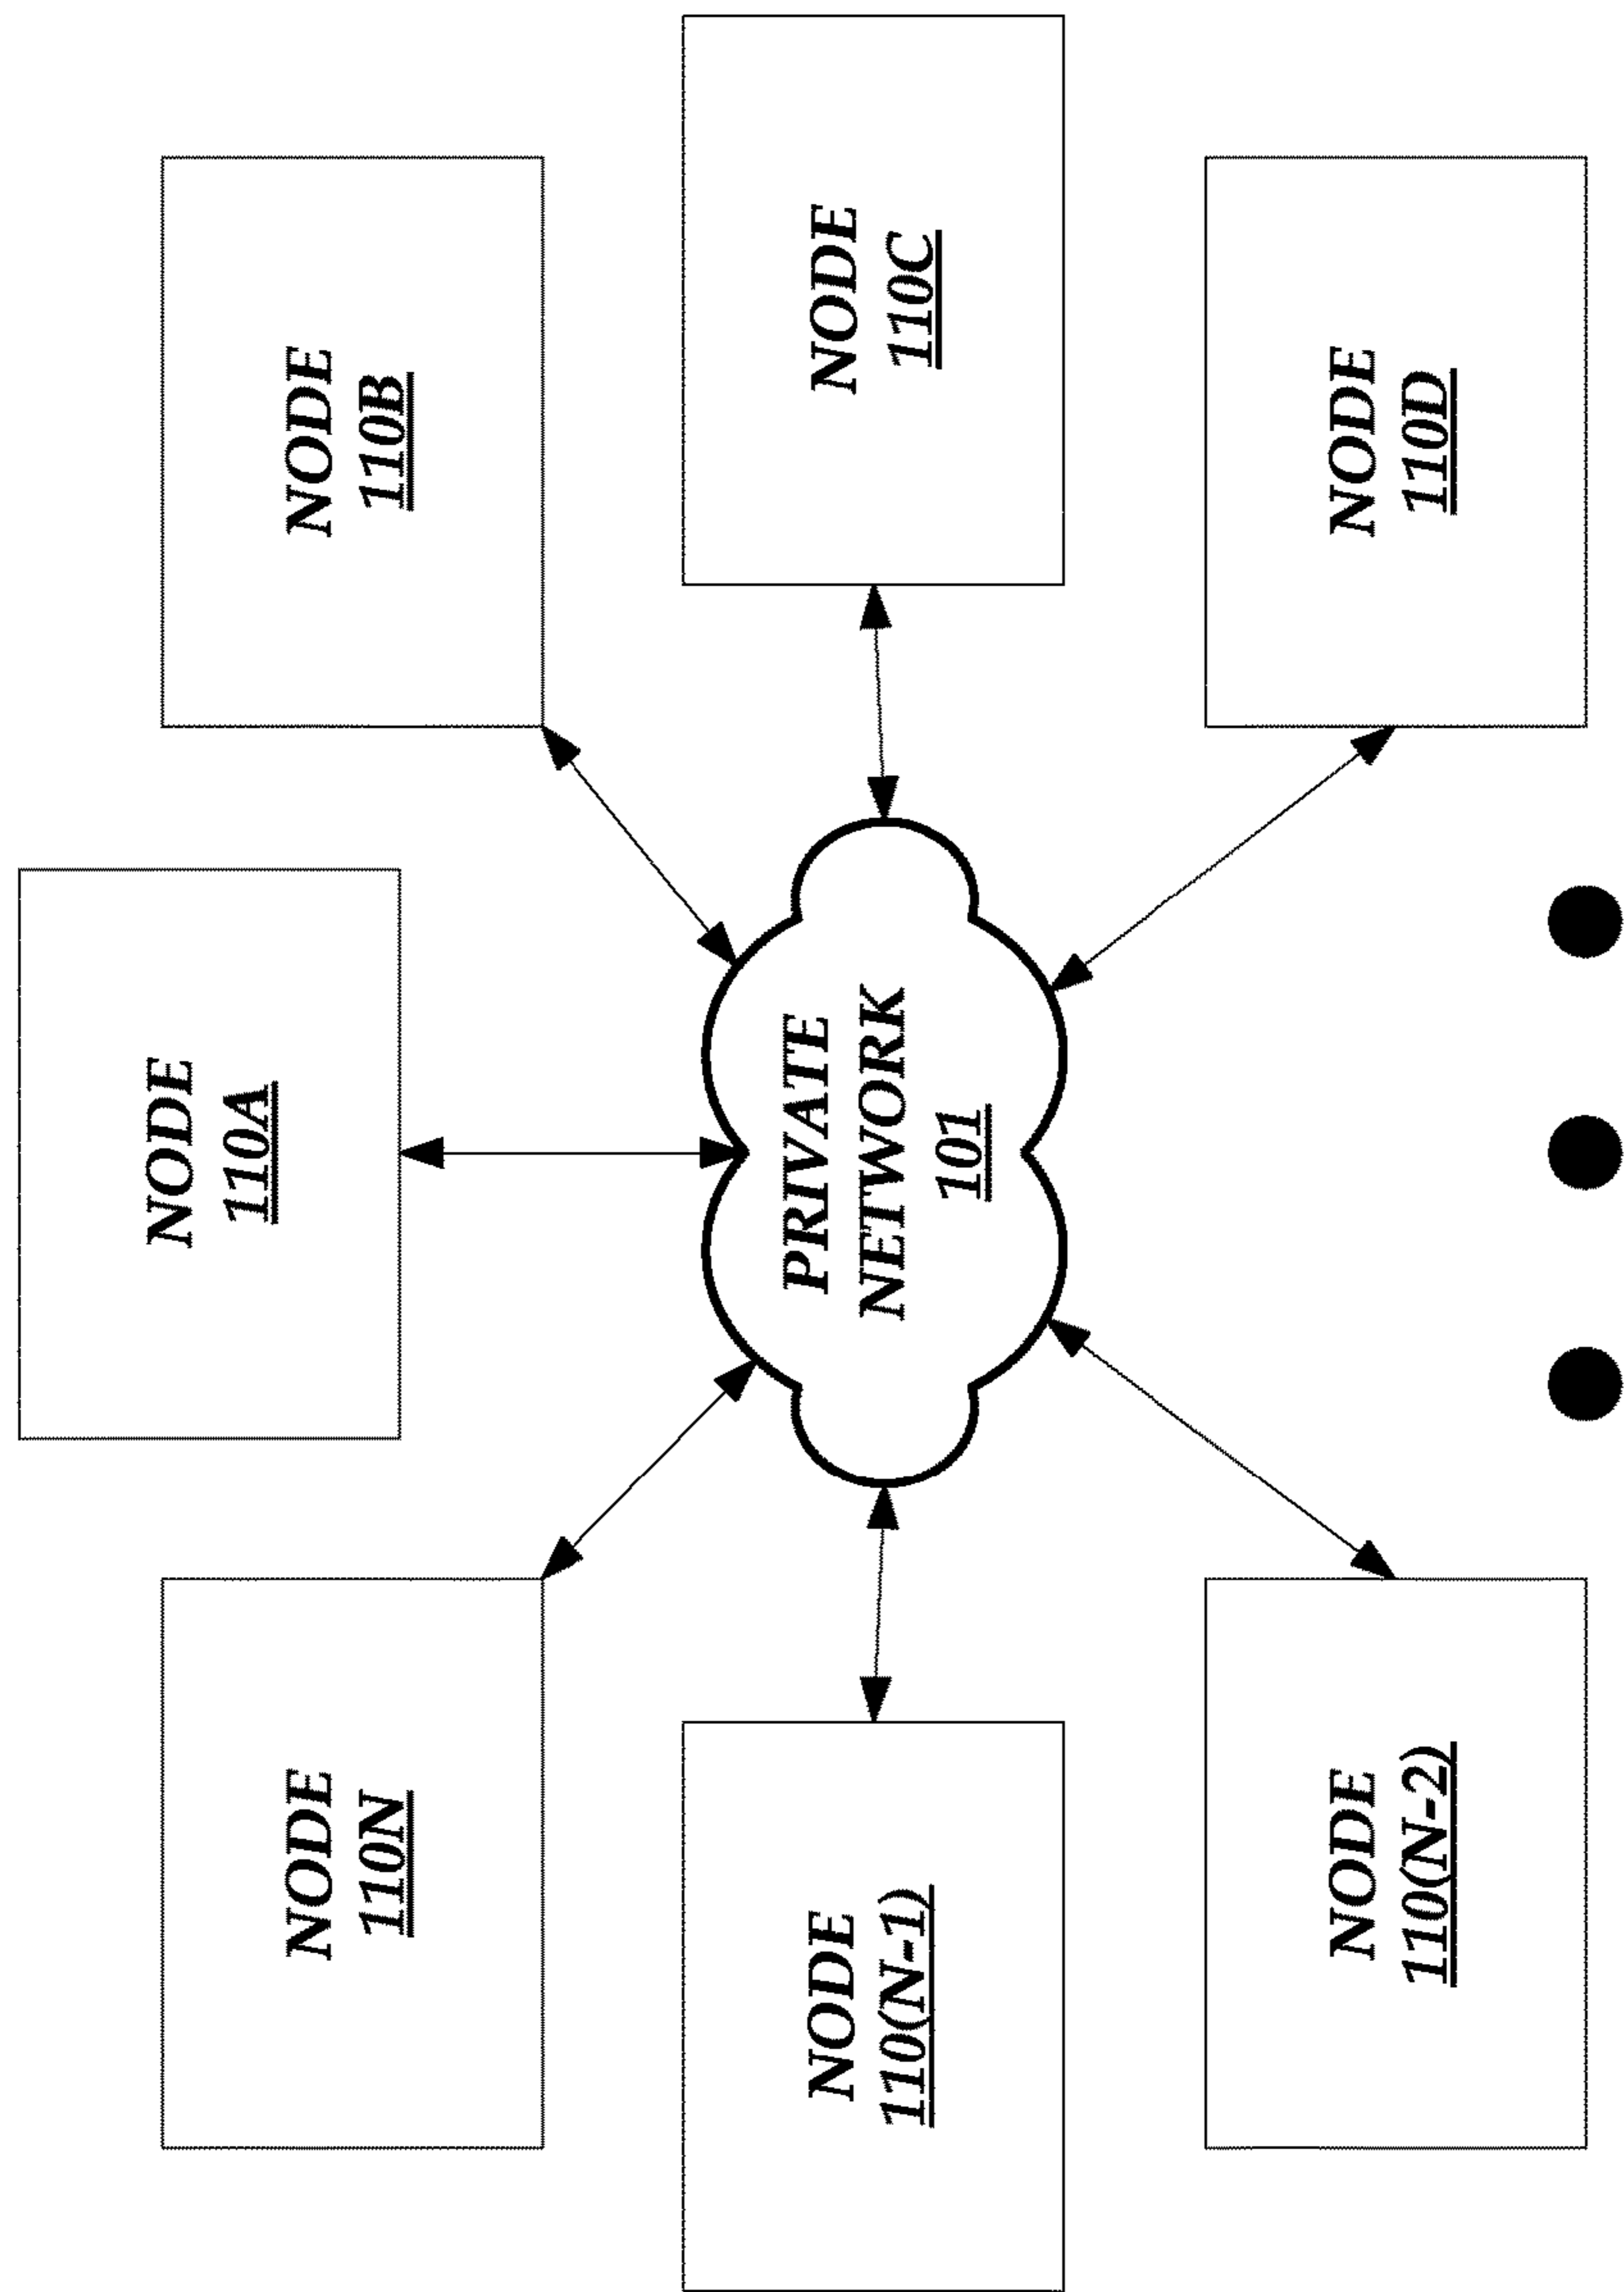 NODE
110A
NODE
110N
NODE
110B
NODE
110(N-1)
PRIVATE
NETWORK
101
NODE
110C
NODE
110(N-2)
NODE
110D